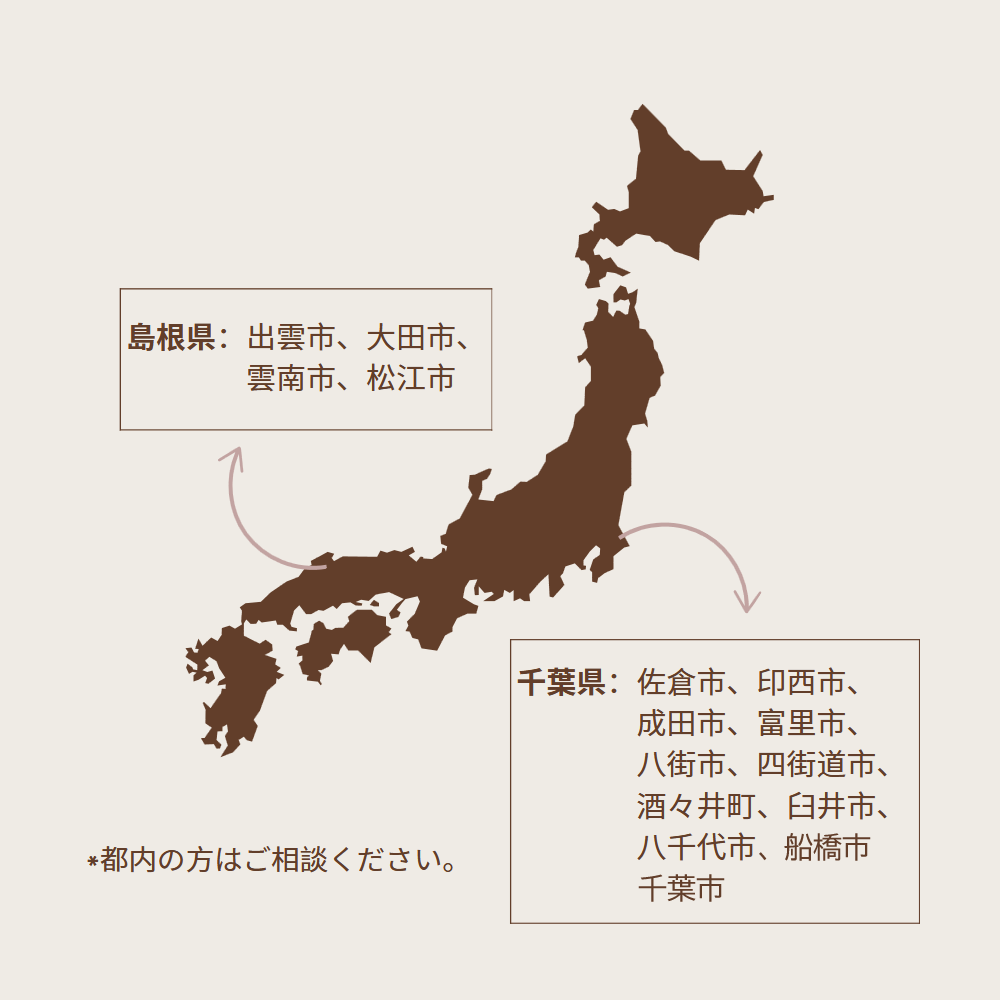 島根県：出雲市、大田市、
雲南市、松江市
千葉県：佐倉市、印西市、
成田市、富里市、
八街市、四街道市、
酒々井町、臼井市、
八千代市、船橋市
千葉市
*都内の方はご相談ください。